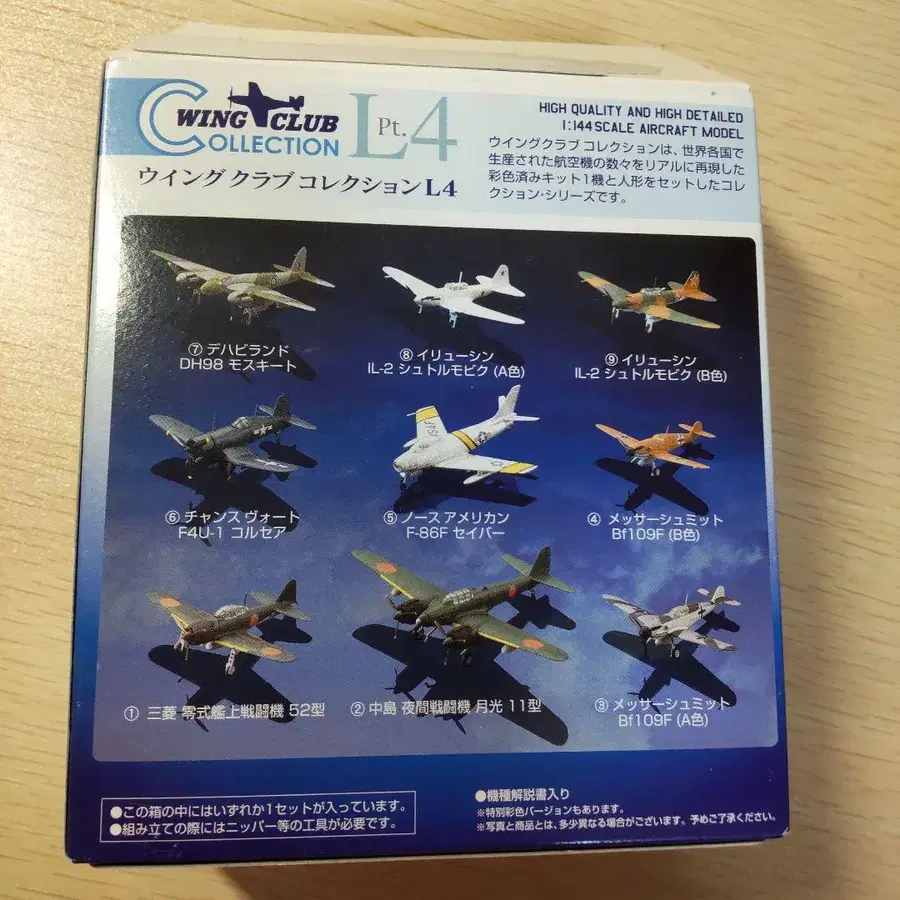 WING CLUB
COLLECTION
L Pt.4
ウイング クラブ コレクション L4
HIGH QUALITY AND HIGH DETAILED
1:144 SCALE AIRCRAFT MODEL
ウイングクラブ コレクションは、世界各国で
生産された航空機の数々をリアルに再現した
彩色済みキット1機と人形をセットしたコレ
クション・シリーズです。
⑦ デハビランド
DH98 モスキート
⑧ イリューシン
IL-2 シュトルモビク (A色)
⑨ イリューシン
IL-2 シュトルモビク (B色)
⑥ チャンス ヴォート
F4U-1 コルセア
⑤ ノース アメリカン
F-86F セイバー
④ メッサーシュミット
Bf109F (B色)
① 三菱 零式艦上戦闘機 52型
② 中島 夜間戦闘機 月光 11型
③ メッサーシュミット
Bf109F (A色)
●この箱の中にはいずれか1セットが入っています。
●組み立ての際にはニッパー等の工具が必要です。
●機種解説書入り
※特別彩色バージョンもあります。
※写真と商品とは、多少異なる場合がございます。予めご了承ください。